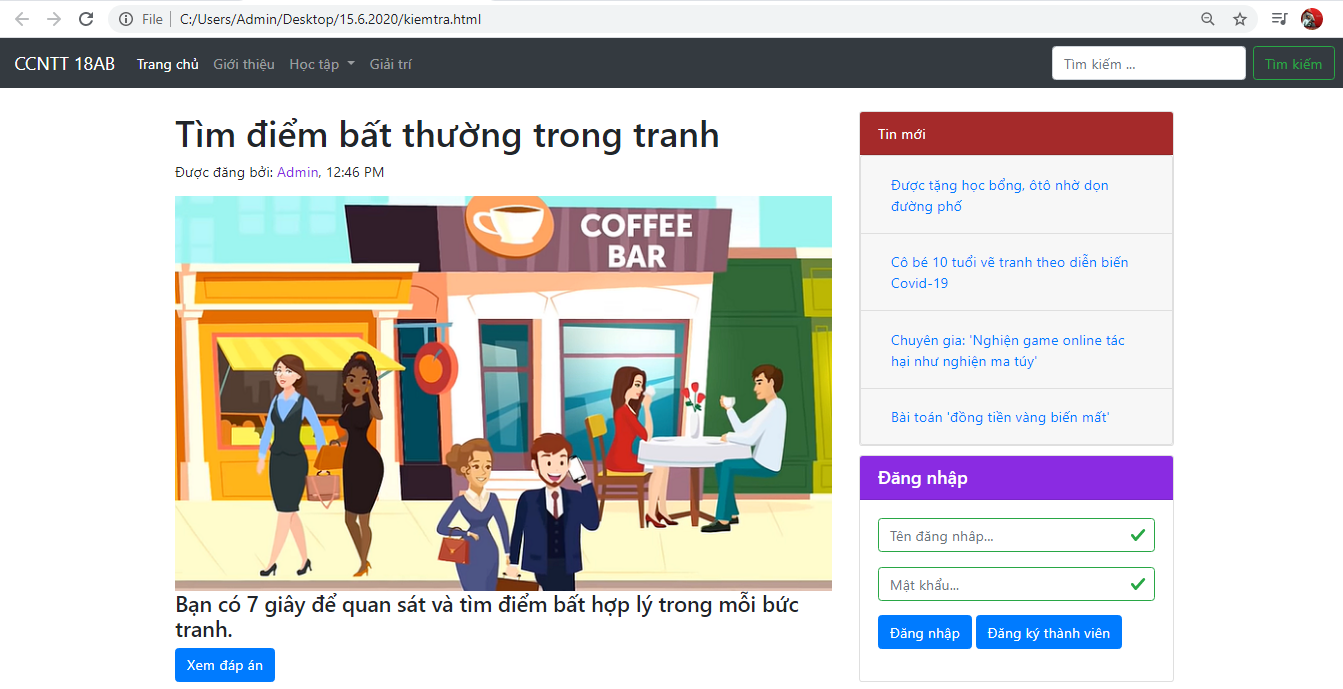 File | C:/Users/Admin/Desktop/15.6.2020/kiemtra.html
CCNTT 18AB Trang chủ Giới thiệu Học tập Giải trí Tìm kiếm ... Tìm kiếm
Tìm điểm bất thường trong tranh
Được đăng bởi: Admin, 12:46 PM
COFFEE
BAR
Bạn có 7 giây để quan sát và tìm điểm bất hợp lý trong mỗi bức
tranh.
Xem đáp án
Tin mới
Được tặng học bổng, ôtô nhờ dọn
đường phố
Cô bé 10 tuổi vẽ tranh theo diễn biến
Covid-19
Chuyên gia: 'Nghiện game online tác
hại như nghiện ma túy'
Bài toán 'đồng tiền vàng biến mất'
Đăng nhập
Tên đăng nhâp...
Mật khẩu...
Đăng nhập Đăng ký thành viên